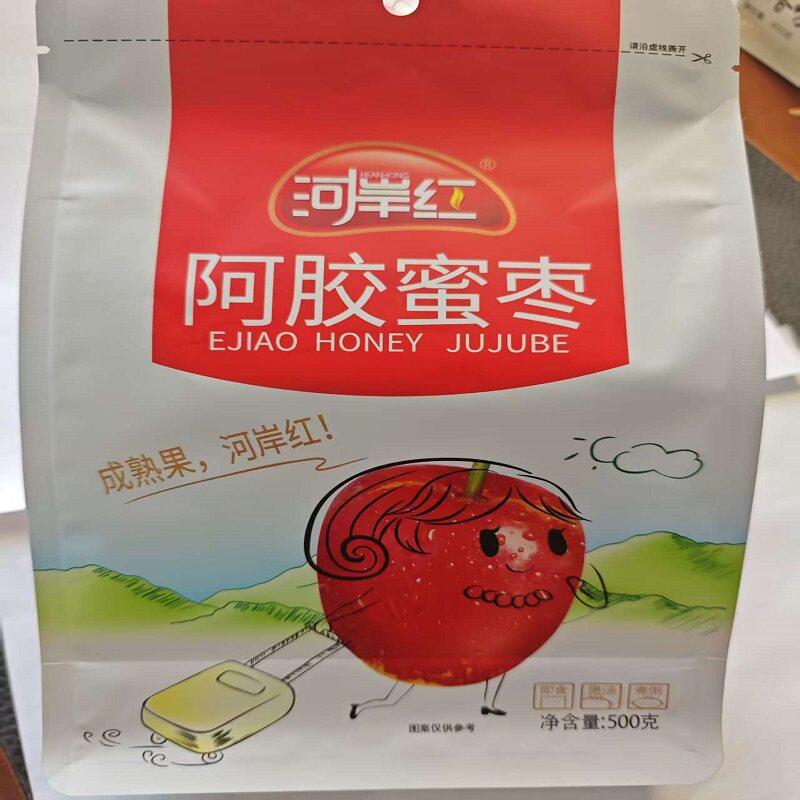 请沿虚线撕开
HEANHONG
河岸红®
阿胶蜜枣
EJIAO HONEY JUJUBE
成熟果，河岸红！
即食 煲汤 煮粥
净含量:500克
图案仅供参考